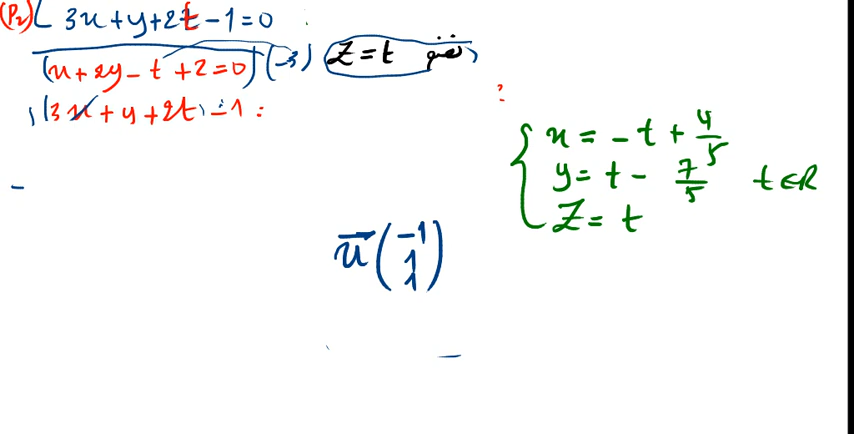 (P₂) 3x+y+2t-1=0
(x+2y-t+2=0) (-3) Z=t نضع
(3x+y+2t)-1=
x=-t+4/5
y=t-7/5 t∈R
Z=t
u⃗(-1 1 1)